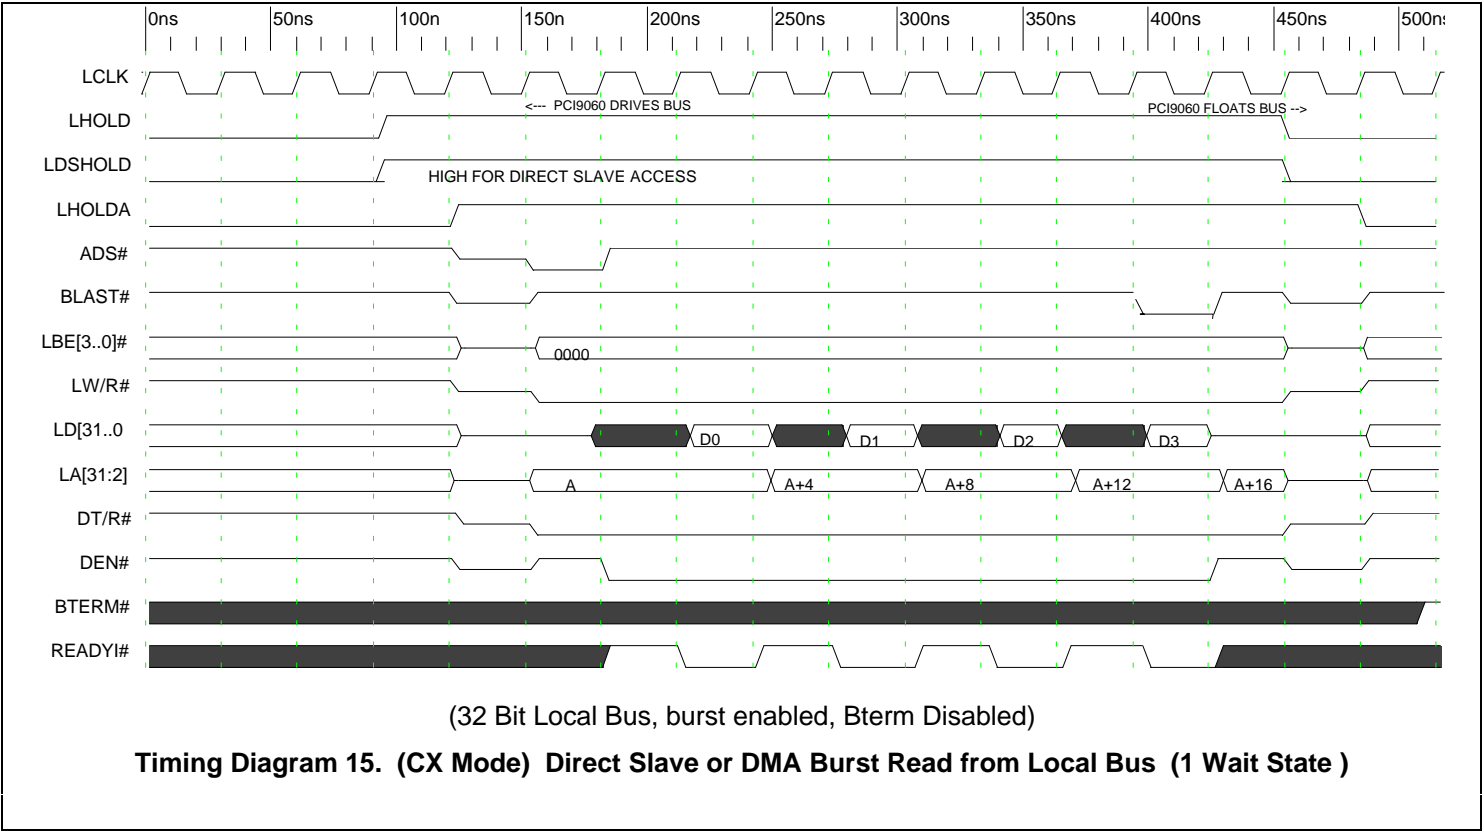 0ns 50ns 100n 150n 200ns 250ns 300ns 350ns 400ns 450ns 500ns
LCLK
<--- PCI9060 DRIVES BUS PCI9060 FLOATS BUS -->
LHOLD
LDSHOLD
HIGH FOR DIRECT SLAVE ACCESS
LHOLDA
ADS#
BLAST#
LBE[3..0]# 0000
LW/R#
LD[31..0 D0 D1 D2 D3
LA[31:2] A A+4 A+8 A+12 A+16
DT/R#
DEN#
BTERM#
READYI#
(32 Bit Local Bus, burst enabled, Bterm Disabled)
Timing Diagram 15. (CX Mode) Direct Slave or DMA Burst Read from Local Bus (1 Wait State )